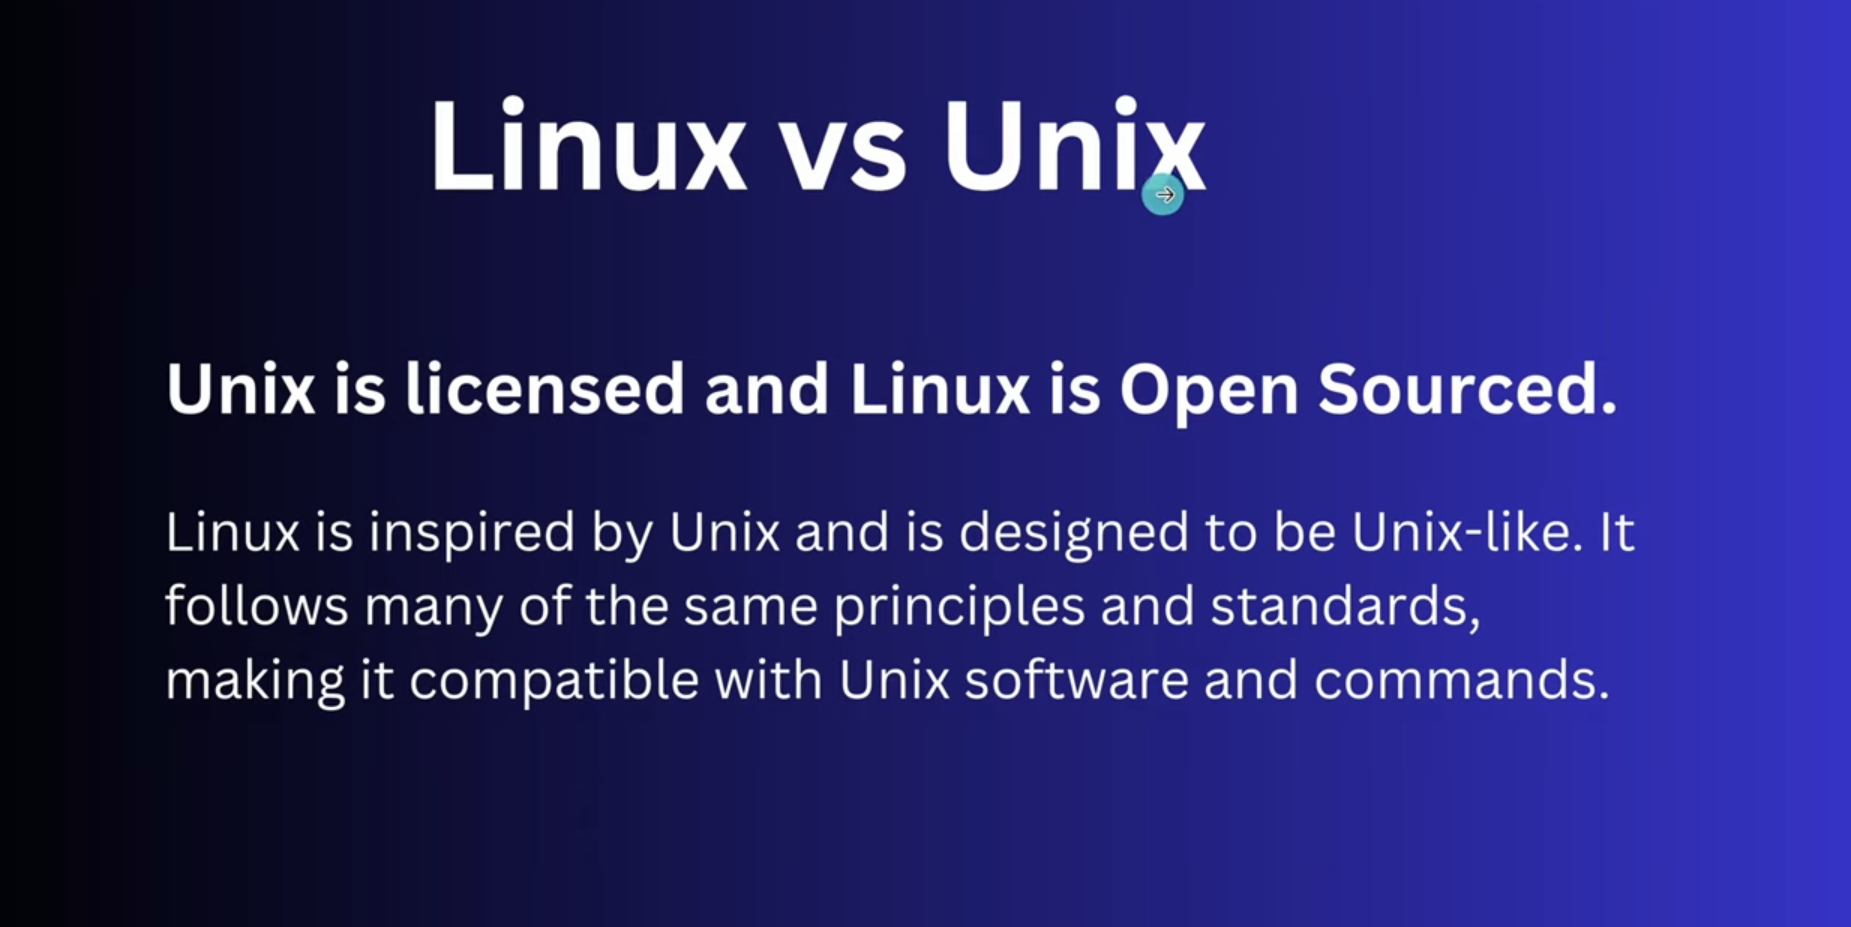 Linux vs Unix
Unix is licensed and Linux is Open Sourced.
Linux is inspired by Unix and is designed to be Unix-like. It
follows many of the same principles and standards,
making it compatible with Unix software and commands.